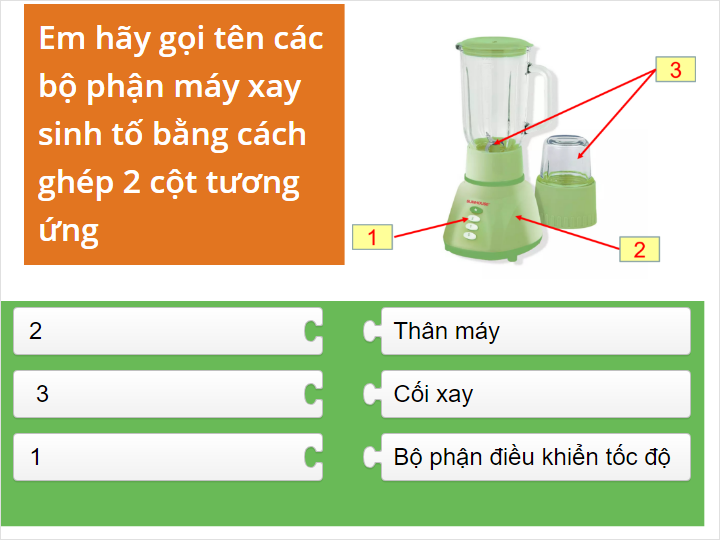 Em hãy gọi tên các
bộ phận máy xay
sinh tố bằng cách
ghép 2 cột tương
ứng
3
1
2
2
Thân máy
3
Cối xay
1
Bộ phận điều khiển tốc độ